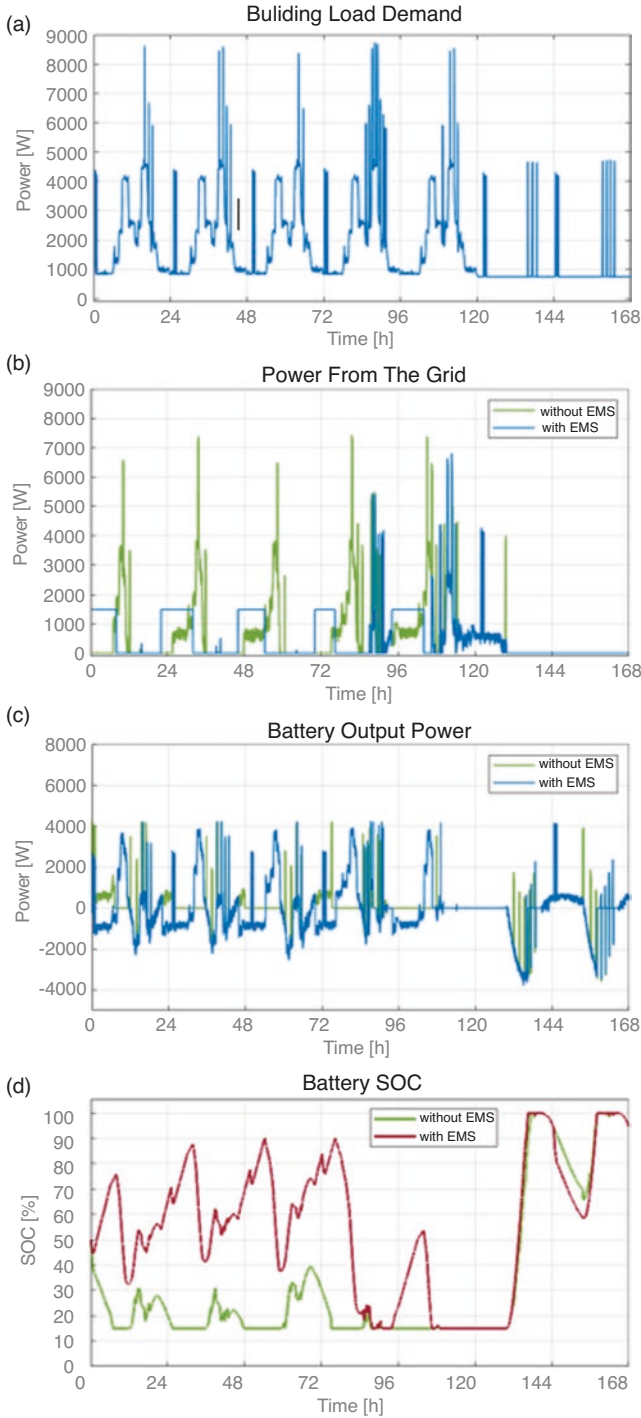 (a)
Buliding Load Demand
9000
8000
7000
6000
5000
4000
3000
2000
1000
0
Power [W]
0 24 48 72 96 120 144 168
Time [h]
(b)
Power From The Grid
9000
8000
7000
6000
5000
4000
3000
2000
1000
0
Power [W]
without EMS
with EMS
0 24 48 72 96 120 144 168
Time [h]
(c)
Battery Output Power
8000
6000
4000
2000
0
-2000
-4000
Power [W]
without EMS
with EMS
0 24 48 72 96 120 144 168
Time [h]
(d)
Battery SOC
100
90
80
70
60
50
40
30
20
10
0
SOC [%]
without EMS
with EMS
0 24 48 72 96 120 144 168
Time [h]